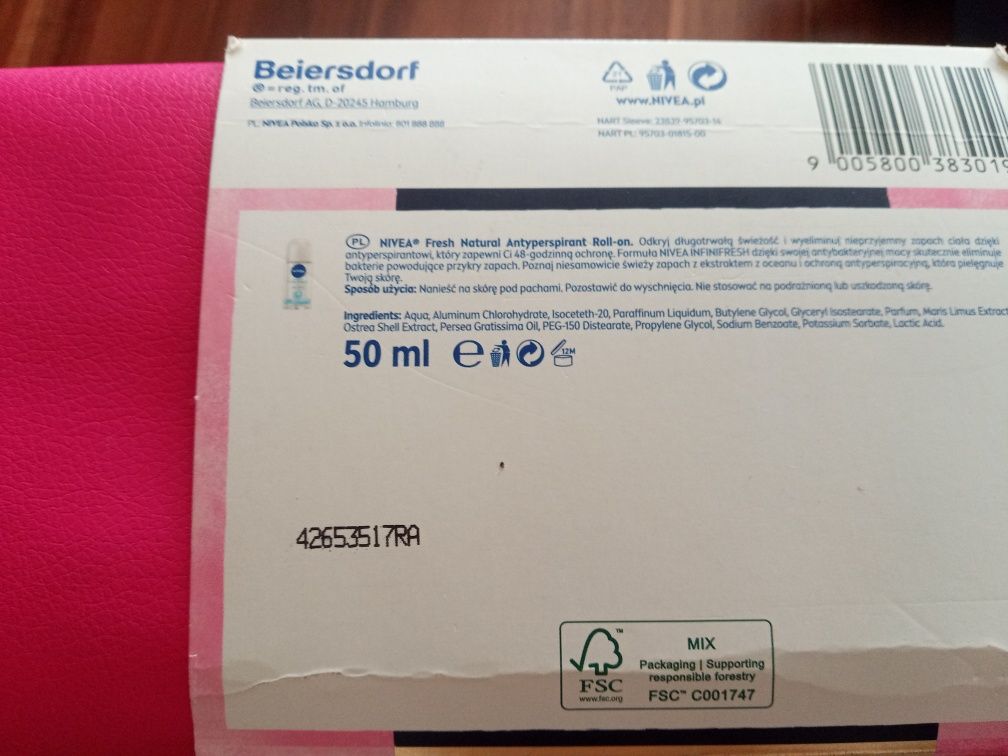 Beiersdorf
® = reg. tm. of
Beiersdorf AG, D-20245 Hamburg
PL: NIVEA Polska Sp. z o.o. Infolinia: 801 888 888
21
PAP
www.NIVEA.pl
HART Sleeve: 23839-95703-14
HART PL: 95703-01815-00
9 005800 383019
PL NIVEA® Fresh Natural Antyperspirant Roll-on. Odkryj długotrwałą świeżość i wyeliminuj nieprzyjemny zapach ciała dzięki
antyperspirantowi, który zapewni Ci 48-godzinną ochronę. Formuła NIVEA INFINIFRESH dzięki swojej antybakteryjnej mocy skutecznie eliminuje
bakterie powodujące przykry zapach. Poznaj niesamowicie świeży zapach z ekstraktem z oceanu i ochroną antyperspiracyjną, która pielęgnuje
Twoją skórę.
Sposób użycia: Nanieść na skórę pod pachami. Pozostawić do wyschnięcia. Nie stosować na podrażnioną lub uszkodzoną skórę.
Ingredients: Aqua, Aluminum Chlorohydrate, Isoceteth-20, Paraffinum Liquidum, Butylene Glycol, Glyceryl Isostearate, Parfum, Maris Limus Extract,
Ostrea Shell Extract, Persea Gratissima Oil, PEG-150 Distearate, Propylene Glycol, Sodium Benzoate, Potassium Sorbate, Lactic Acid.
50 ml e 12M
NIVEA
42653517RA
FSC™
www.fsc.org
MIX
Packaging | Supporting
responsible forestry
FSC™ C001747